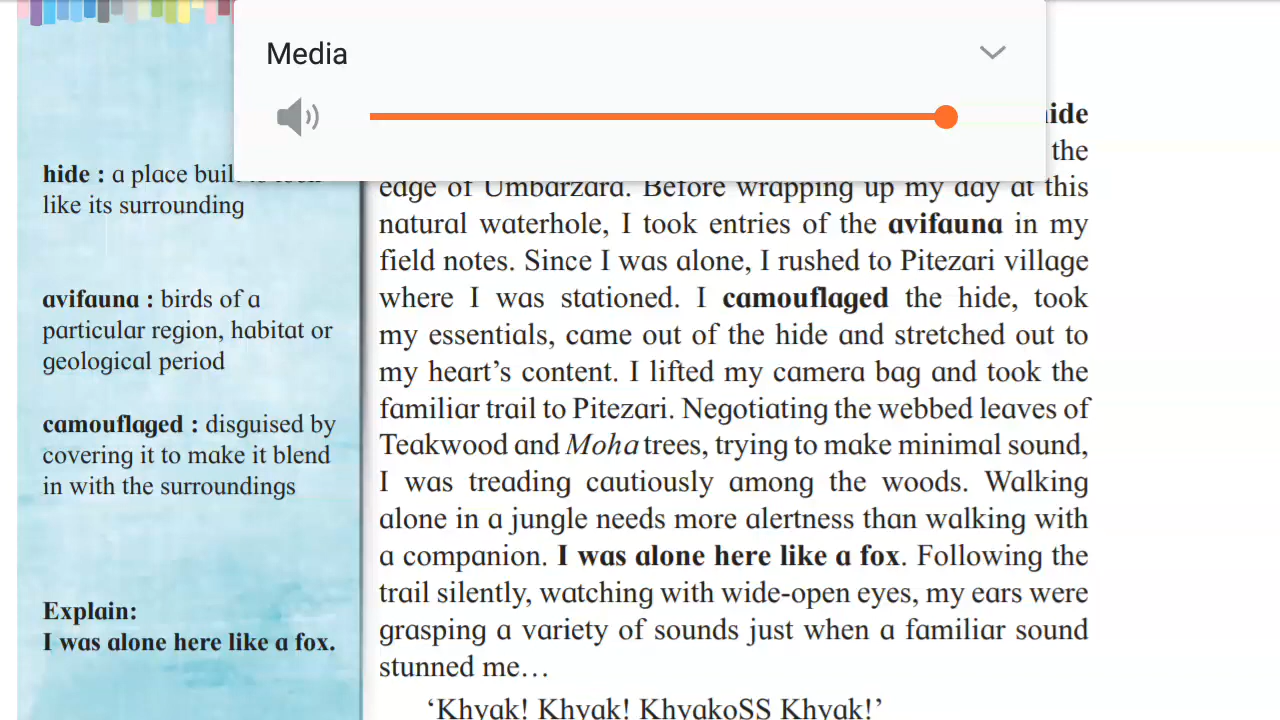 Media
hide : a place buil
like its surrounding
avifauna : birds of a
particular region, habitat or
geological period
camouflaged : disguised by
covering it to make it blend
in with the surroundings
Explain:
I was alone here like a fox.
hide
the
edge of Umbarzara. Before wrapping up my day at this
natural waterhole, I took entries of the avifauna in my
field notes. Since I was alone, I rushed to Pitezari village
where I was stationed. I camouflaged the hide, took
my essentials, came out of the hide and stretched out to
my heart’s content. I lifted my camera bag and took the
familiar trail to Pitezari. Negotiating the webbed leaves of
Teakwood and Moha trees, trying to make minimal sound,
I was treading cautiously among the woods. Walking
alone in a jungle needs more alertness than walking with
a companion. I was alone here like a fox. Following the
trail silently, watching with wide-open eyes, my ears were
grasping a variety of sounds just when a familiar sound
stunned me…
‘Khyak! Khyak! KhyakoSS Khyak!’